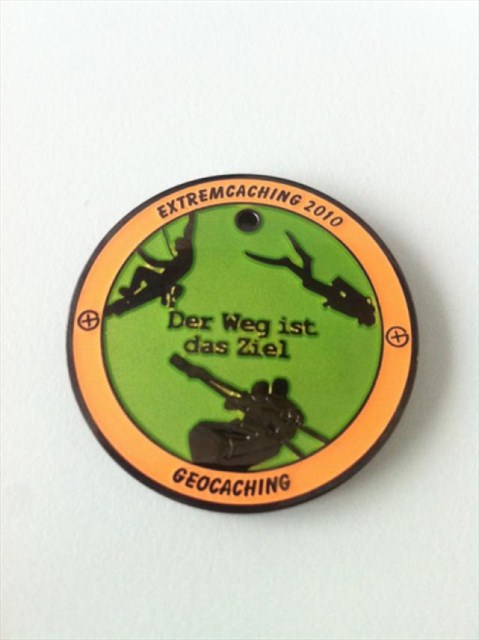 EXTREMCACHING 2010
Der Weg ist
das Ziel
GEOCACHING